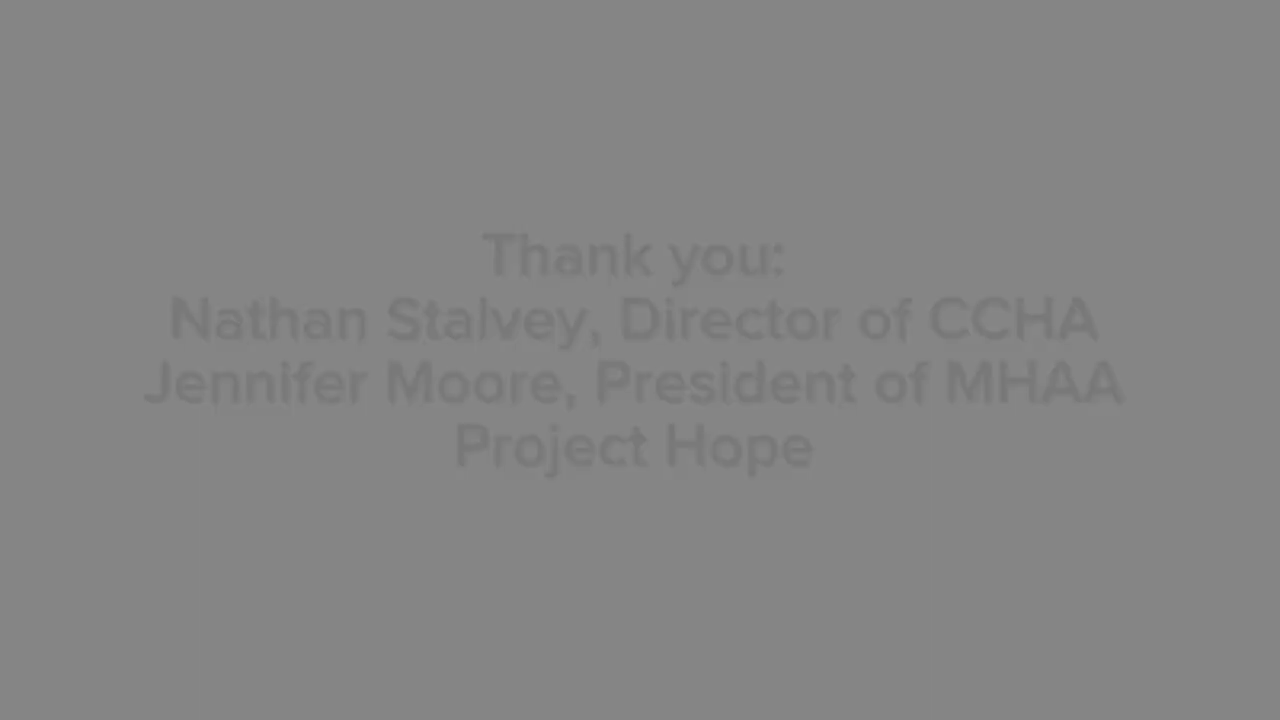 Thank you:
Nathan Stalvey, Director of CCHA
Jennifer Moore, President of MHAA
Project Hope